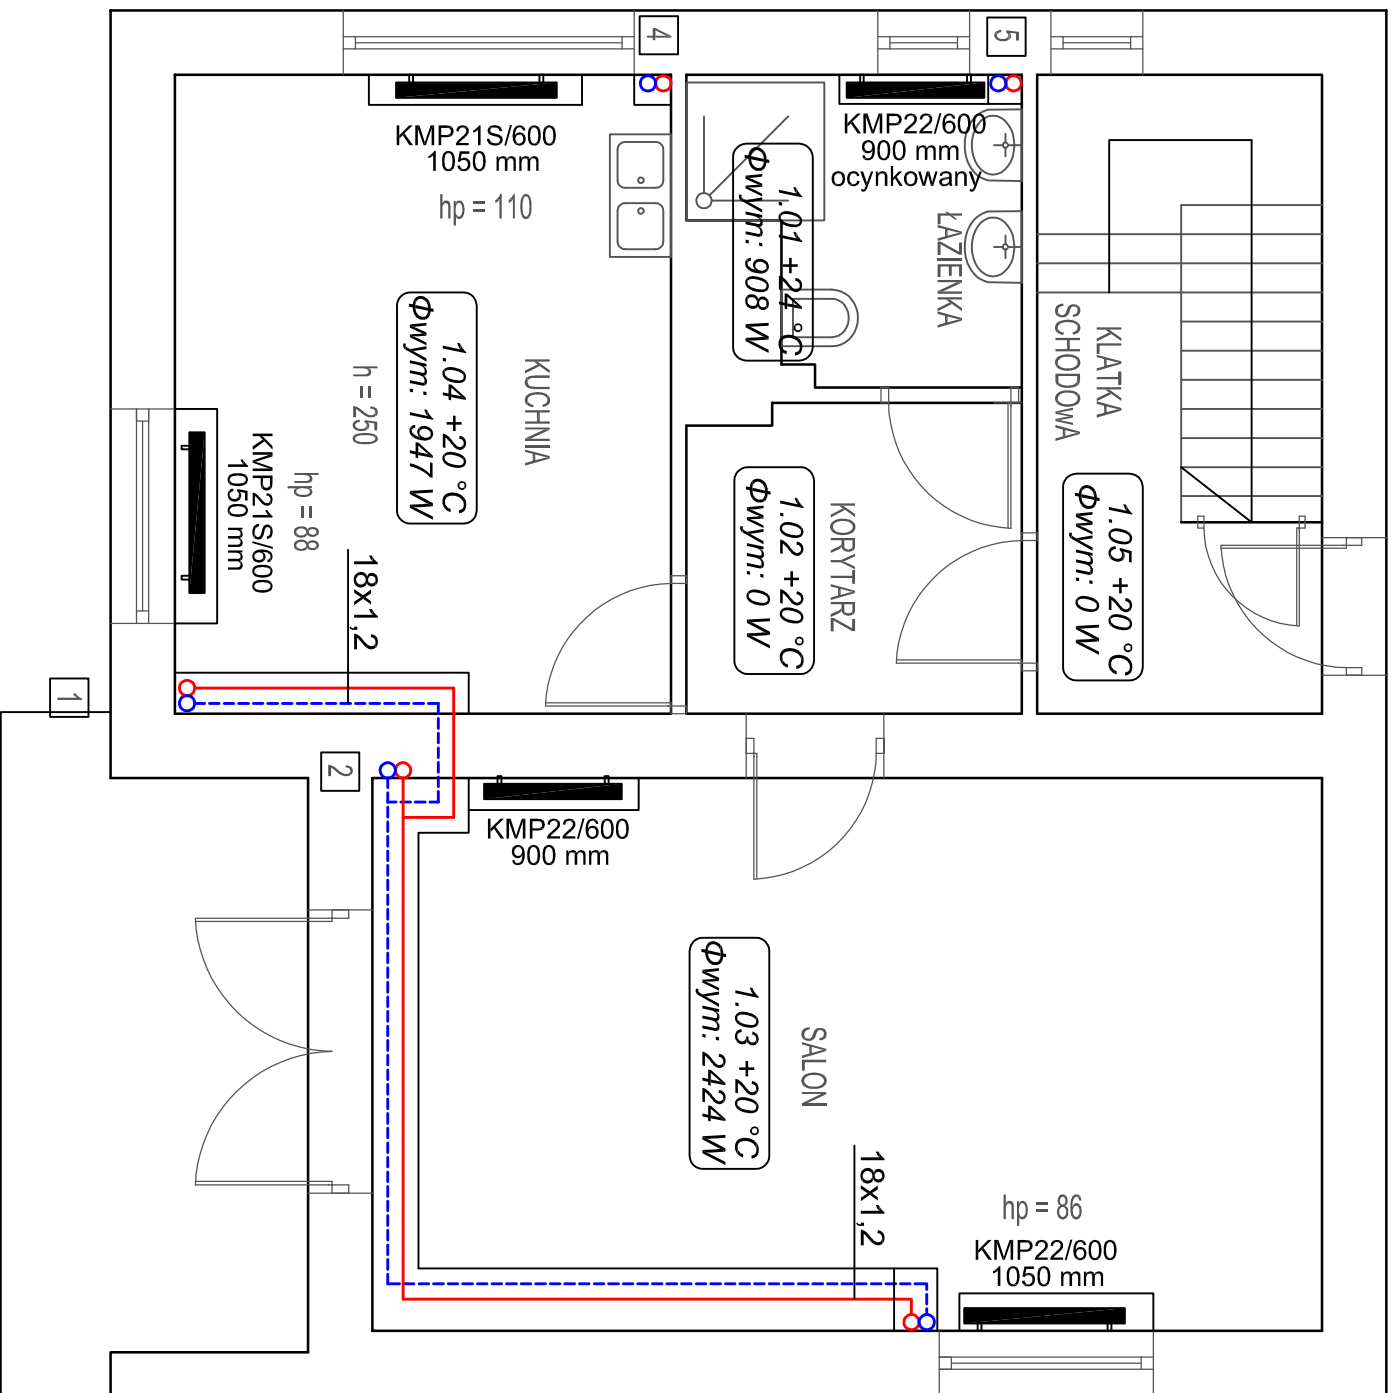 4
5
KMP21S/600
1050 mm
hp = 110
KMP22/600
900 mm
ocynkowany
1.01 +24 °C
Φwym: 908 W
ŁAZIENKA
KLATKA
SCHODOwA
1.04 +20 °C
Φwym: 1947 W
KUCHNIA
h = 250
KMP21S/600
1050 mm
hp = 88
18x1,2
1.02 +20 °C
Φwym: 0 W
KORYTARZ
1.05 +20 °C
Φwym: 0 W
1
2
KMP22/600
900 mm
1.03 +20 °C
Φwym: 2424 W
SALON
18x1,2
hp = 86
KMP22/600
1050 mm